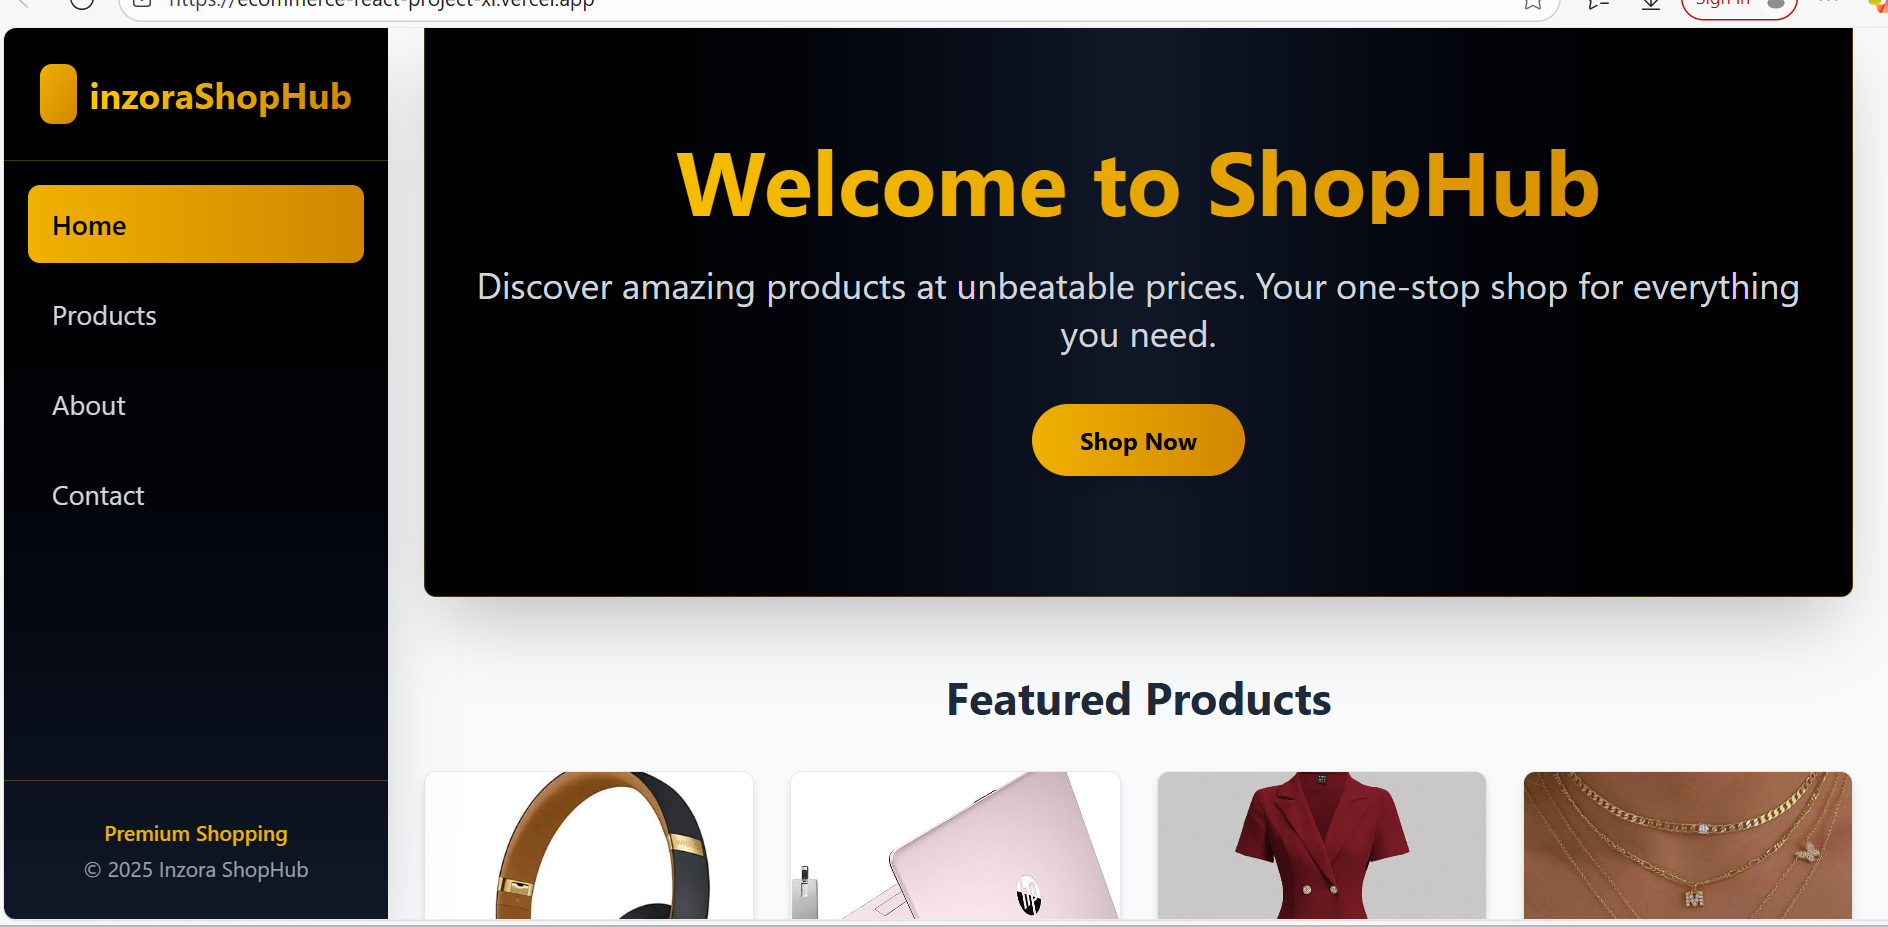 https://ecommerce-react-project-xi.vercel.app
Sign in
inzoraShopHub
Home
Products
About
Contact
Premium Shopping
© 2025 Inzora ShopHub
Welcome to ShopHub
Discover amazing products at unbeatable prices. Your one-stop shop for everything
you need.
Shop Now
Featured Products
hp
M